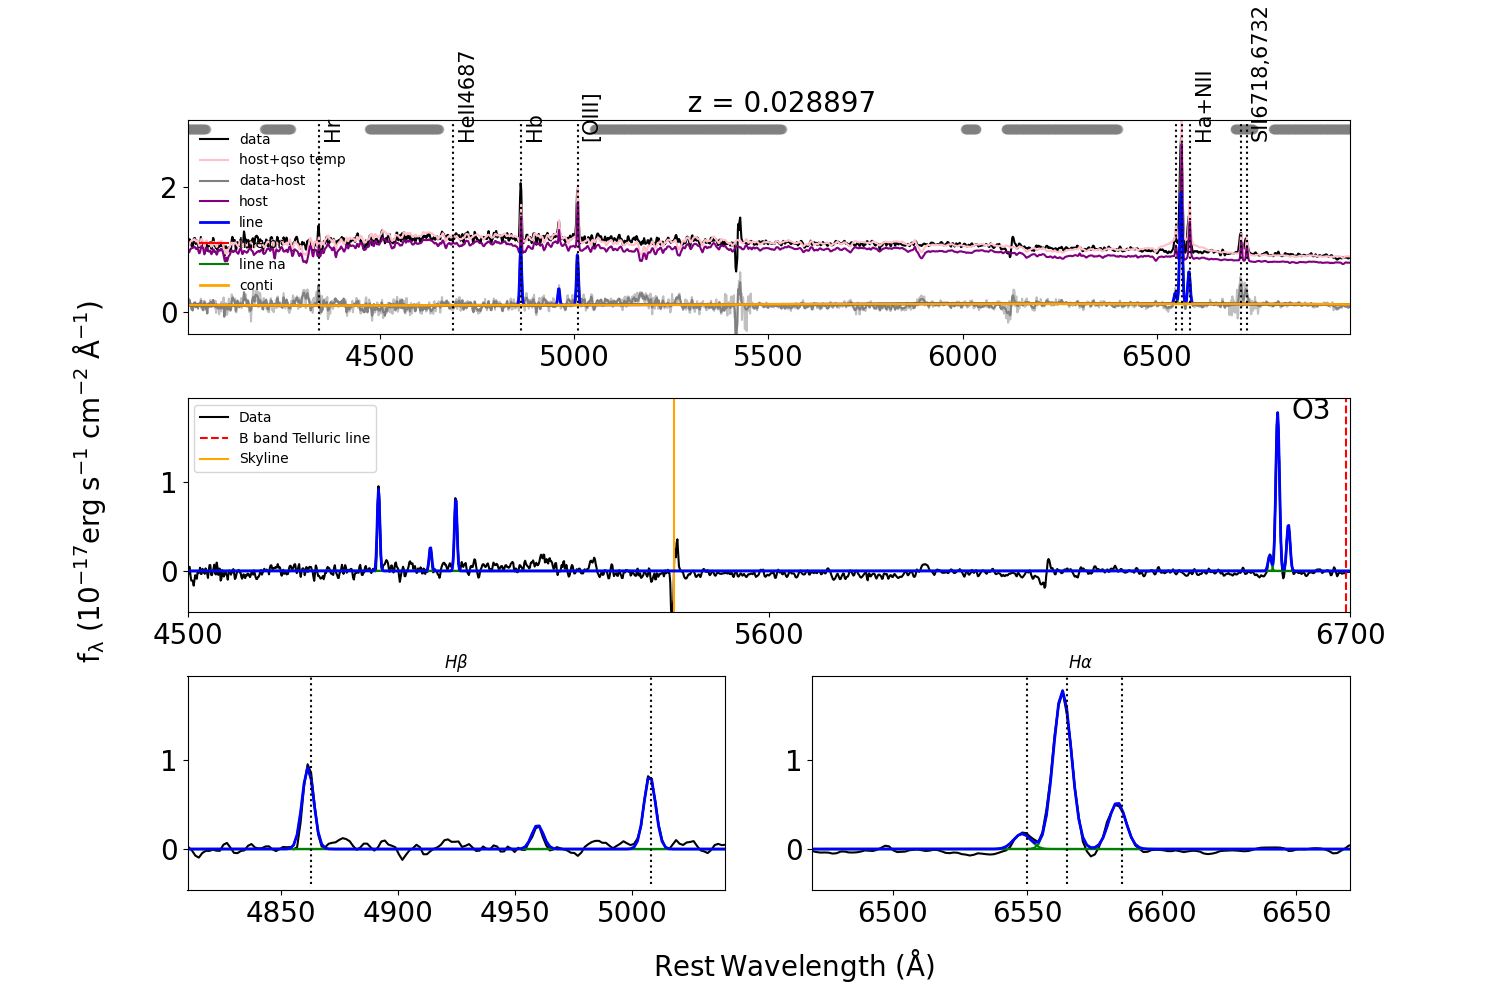 z = 0.028897
Hr
HeII4687
Hb
[OIII]
Ha+NII
SII6718,6732
data
host+qso temp
data-host
host
line
line na
conti
2
0
4500 5000 5500 6000 6500
fλ (10⁻¹⁷erg s⁻¹ cm⁻² Å⁻¹)
Data
B band Telluric line
Skyline
O3
1
0
4500 5600 6700
Hβ
1
0
4850 4900 4950 5000
Hα
1
0
6500 6550 6600 6650
Rest Wavelength (Å)